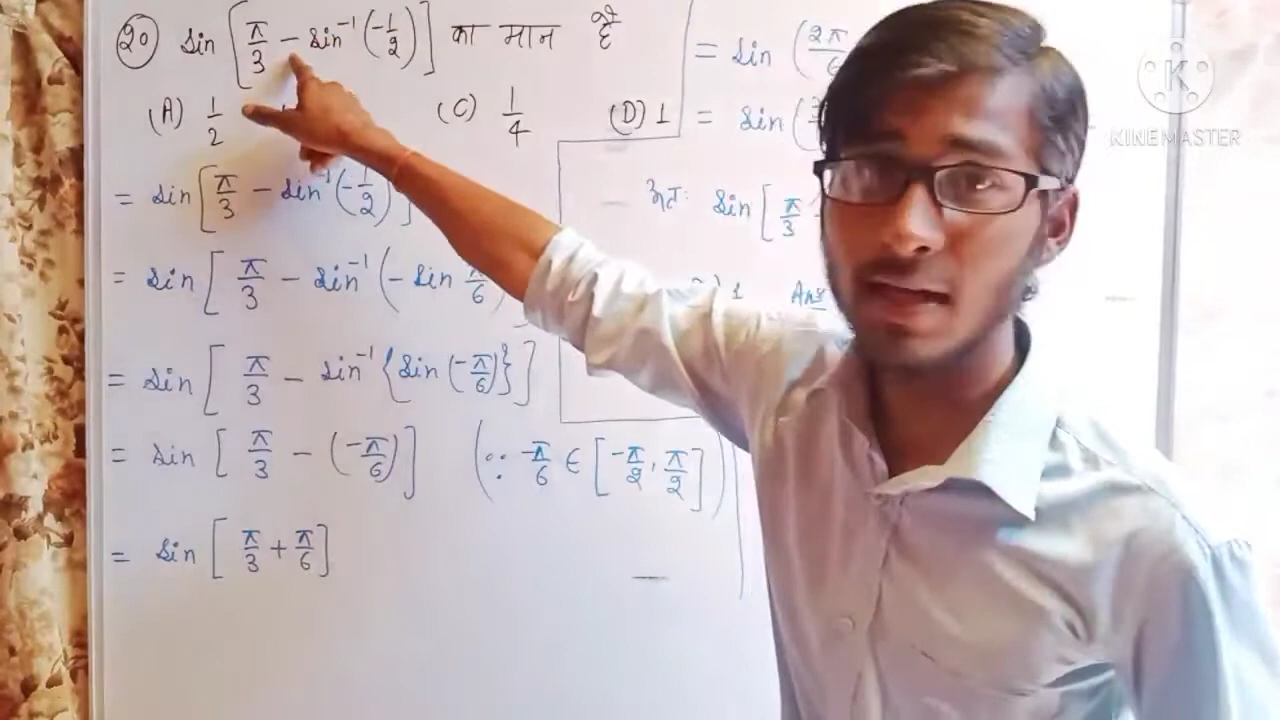 20) sin [π/3 - sin⁻¹(-1/2)] का मान है
(A) 1/2 (C) 1/4 (D) 1
= sin [π/3 - sin⁻¹(-1/2)]
= sin [π/3 - sin⁻¹(- sin π/6
= sin [π/3 - sin⁻¹{sin(-π/6)}]
= sin [π/3 - (-π/6)] (∵ -π/6 ∈ [-π/2, π/2])
= sin [π/3 + π/6]
= sin (2π
= sin (
अतः sin [π/3
1 Ans
KINEMASTER